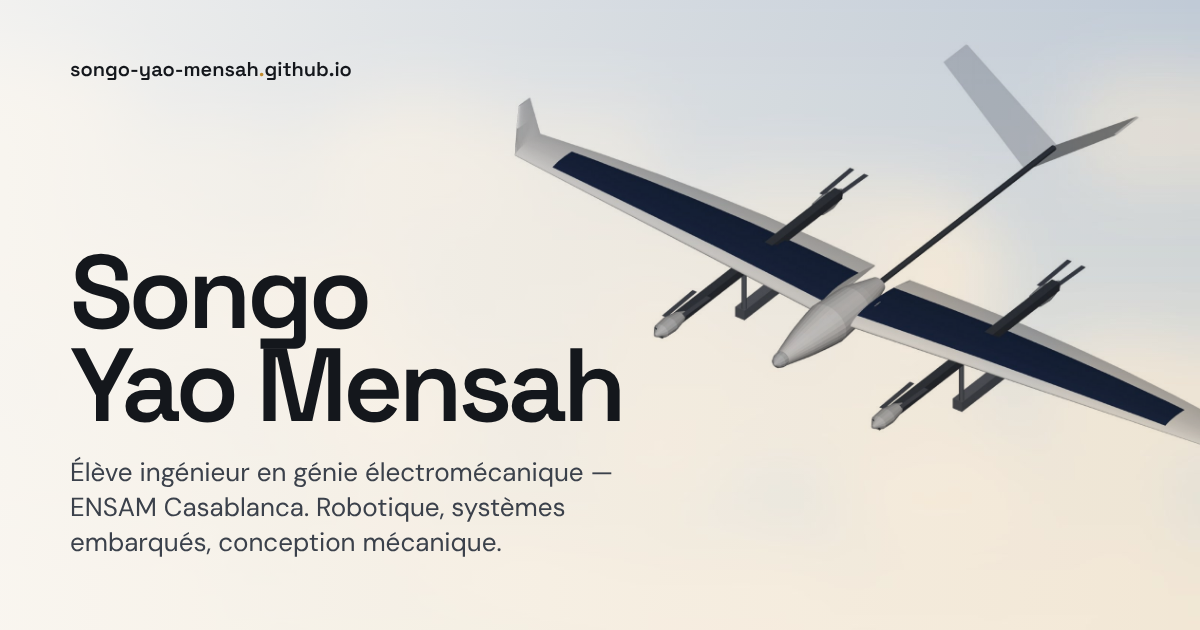 songo-yao-mensah.github.io
Songo
Yao Mensah
Élève ingénieur en génie électromécanique —
ENSAM Casablanca. Robotique, systèmes
embarqués, conception mécanique.